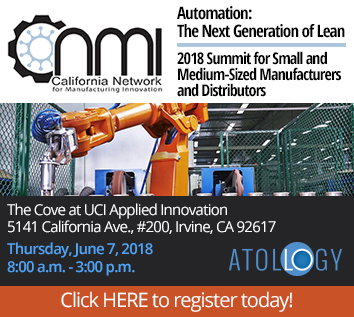 CNMI
California Network
for Manufacturing Innovation
Automation:
The Next Generation of Lean
2018 Summit for Small and
Medium-Sized Manufacturers
and Distributors
The Cove at UCI Applied Innovation
5141 California Ave., #200, Irvine, CA 92617
Thursday, June 7, 2018
8:00 a.m. - 3:00 p.m.
ATOLLOGY
Click HERE to register today!